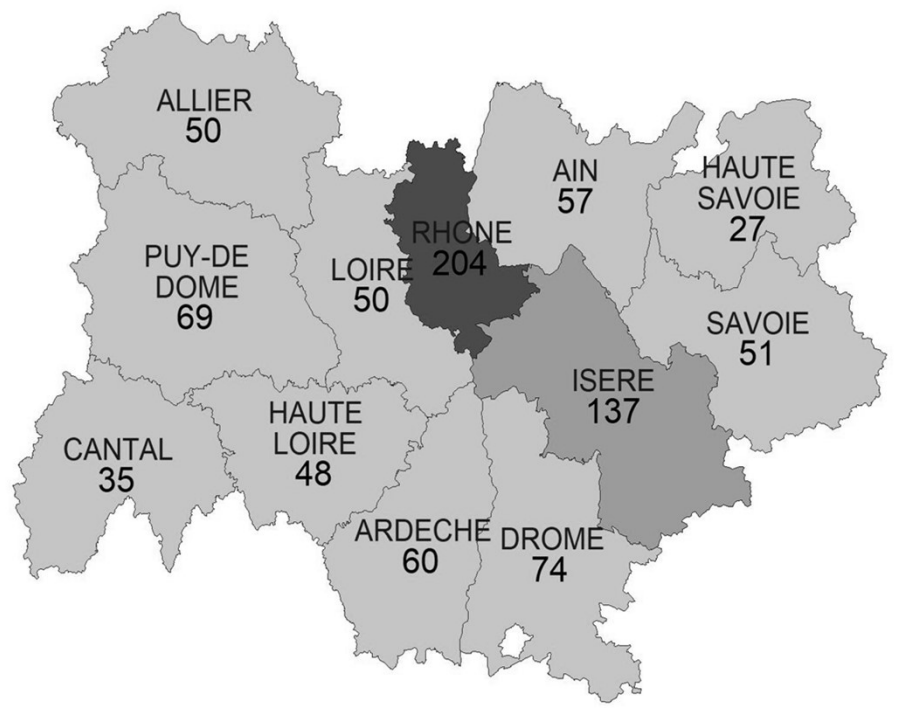 ALLIER
50
AIN
57
HAUTE
SAVOIE
27
RHONE
204
PUY-DE
DOME
69
LOIRE
50
SAVOIE
51
ISERE
137
HAUTE
LOIRE
48
CANTAL
35
ARDECHE
60
DROME
74